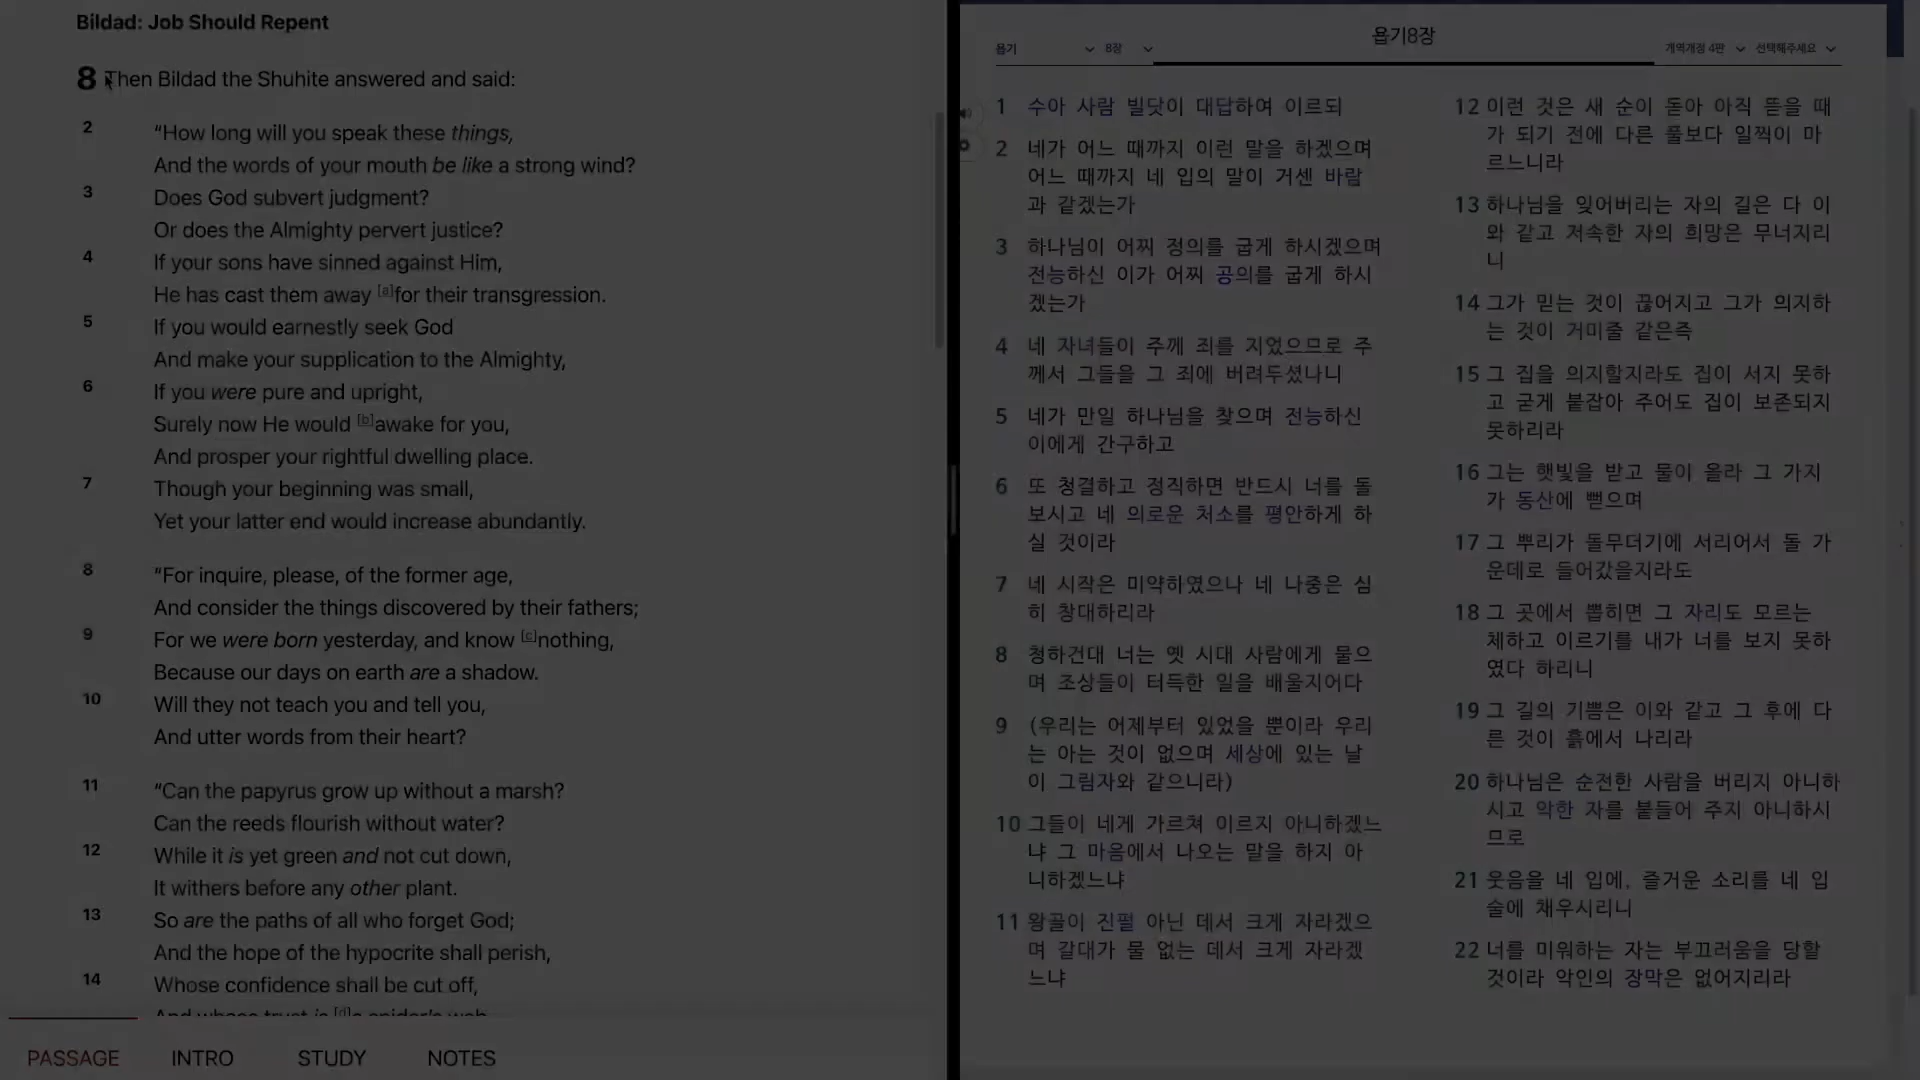 Bildad: Job Should Repent
8 Then Bildad the Shuhite answered and said:
2 “How long will you speak these things,
And the words of your mouth be like a strong wind?
3 Does God subvert judgment?
Or does the Almighty pervert justice?
4 If your sons have sinned against Him,
He has cast them away [a]for their transgression.
5 If you would earnestly seek God
And make your supplication to the Almighty,
6 If you were pure and upright,
Surely now He would [b]awake for you,
And prosper your rightful dwelling place.
7 Though your beginning was small,
Yet your latter end would increase abundantly.
8 “For inquire, please, of the former age,
And consider the things discovered by their fathers;
9 For we were born yesterday, and know [c]nothing,
Because our days on earth are a shadow.
10 Will they not teach you and tell you,
And utter words from their heart?
11 “Can the papyrus grow up without a marsh?
Can the reeds flourish without water?
12 While it is yet green and not cut down,
It withers before any other plant.
13 So are the paths of all who forget God;
And the hope of the hypocrite shall perish,
14 Whose confidence shall be cut off,
And whose trust is [d]a spider's web.
PASSAGE INTRO STUDY NOTES
욥기8장
욥기 8장 개역개정 4판 선택해주세요
1 수아 사람 빌닷이 대답하여 이르되
2 네가 어느 때까지 이런 말을 하겠으며
어느 때까지 네 입의 말이 거센 바람
과 같겠는가
3 하나님이 어찌 정의를 굽게 하시겠으며
전능하신 이가 어찌 공의를 굽게 하시
겠는가
4 네 자녀들이 주께 죄를 지었으므로 주
께서 그들을 그 죄에 버려두셨나니
5 네가 만일 하나님을 찾으며 전능하신
이에게 간구하고
6 또 청결하고 정직하면 반드시 너를 돌
보시고 네 의로운 처소를 평안하게 하
실 것이라
7 네 시작은 미약하였으나 네 나중은 심
히 창대하리라
8 청하건대 너는 옛 시대 사람에게 물으
며 조상들이 터득한 일을 배울지어다
9 (우리는 어제부터 있었을 뿐이라 우리
는 아는 것이 없으며 세상에 있는 날
이 그림자와 같으니라)
10 그들이 네게 가르쳐 이르지 아니하겠느
냐 그 마음에서 나오는 말을 하지 아
니하겠느냐
11 왕골이 진펄 아닌 데서 크게 자라겠으
며 갈대가 물 없는 데서 크게 자라겠
느냐
12 이런 것은 새 순이 돋아 아직 뜯을 때
가 되기 전에 다른 풀보다 일찍이 마
르느니라
13 하나님을 잊어버리는 자의 길은 다 이
와 같고 저속한 자의 희망은 무너지리
니
14 그가 믿는 것이 끊어지고 그가 의지하
는 것이 거미줄 같은즉
15 그 집을 의지할지라도 집이 서지 못하
고 굳게 붙잡아 주어도 집이 보존되지
못하리라
16 그는 햇빛을 받고 물이 올라 그 가지
가 동산에 뻗으며
17 그 뿌리가 돌무더기에 서리어서 돌 가
운데로 들어갔을지라도
18 그 곳에서 뽑히면 그 자리도 모르는
체하고 이르기를 내가 너를 보지 못하
였다 하리니
19 그 길의 기쁨은 이와 같고 그 후에 다
른 것이 흙에서 나리라
20 하나님은 순전한 사람을 버리지 아니하
시고 악한 자를 붙들어 주지 아니하시
므로
21 웃음을 네 입에, 즐거운 소리를 네 입
술에 채우시리니
22 너를 미워하는 자는 부끄러움을 당할
것이라 악인의 장막은 없어지리라